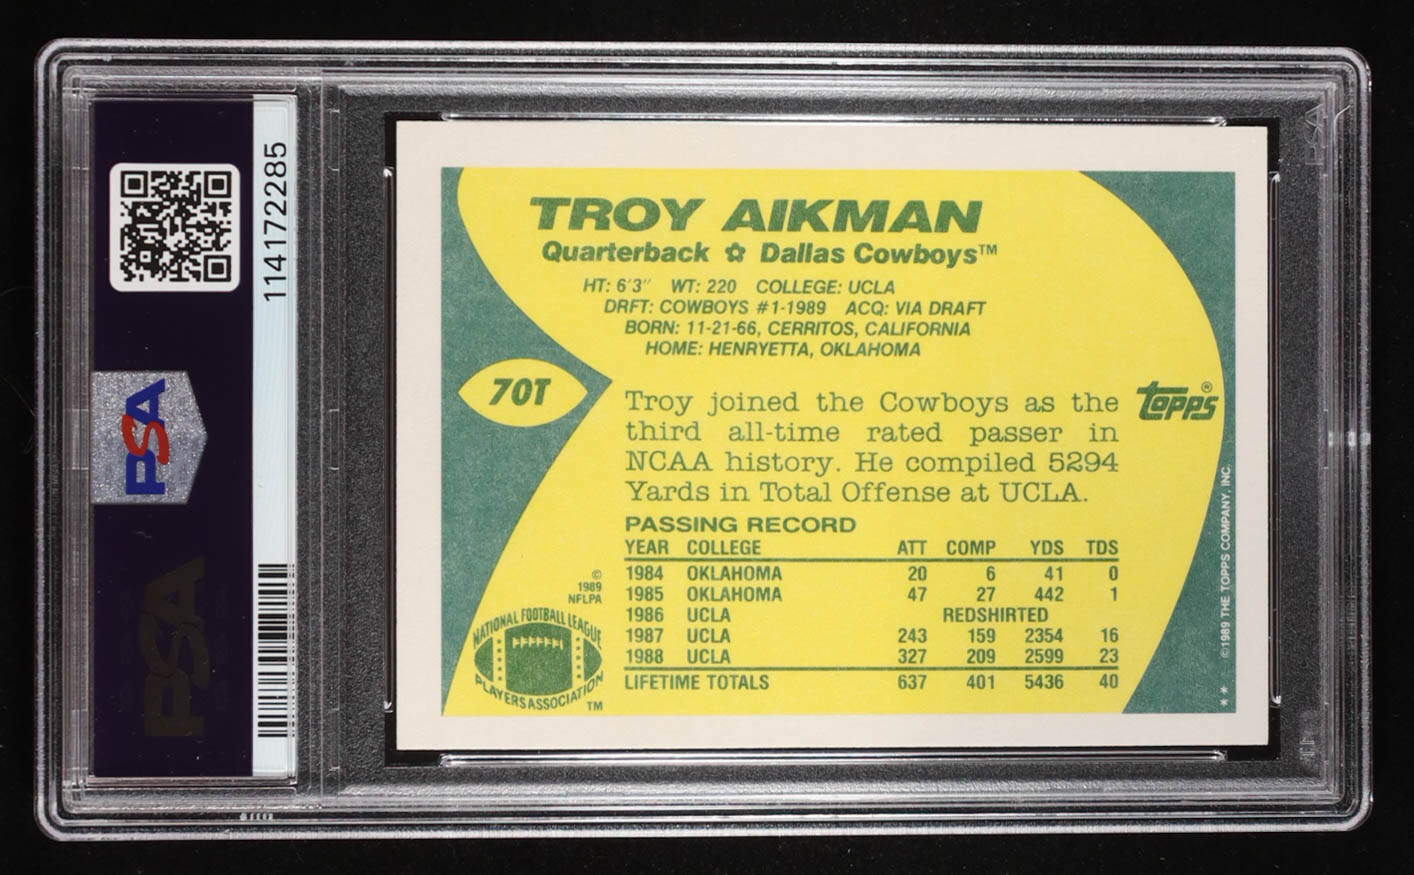 114172285
PSA
PSA
TROY AIKMAN
Quarterback ✩ Dallas Cowboys™
HT: 6'3" WT: 220 COLLEGE: UCLA
DRFT: COWBOYS #1-1989 ACQ: VIA DRAFT
BORN: 11-21-66, CERRITOS, CALIFORNIA
HOME: HENRYETTA, OKLAHOMA
70T
Troy joined the Cowboys as the
third all-time rated passer in
NCAA history. He compiled 5294
Yards in Total Offense at UCLA.
TOPPS®
PASSING RECORD
YEAR COLLEGE ATT COMP YDS TDS
1984 OKLAHOMA 20 6 41 0
1985 OKLAHOMA 47 27 442 1
1986 UCLA REDSHIRTED
1987 UCLA 243 159 2354 16
1988 UCLA 327 209 2599 23
LIFETIME TOTALS 637 401 5436 40
©
1989
NFLPA
NATIONAL FOOTBALL LEAGUE
PLAYERS ASSOCIATION
TM
©1989 THE TOPPS COMPANY, INC.
**